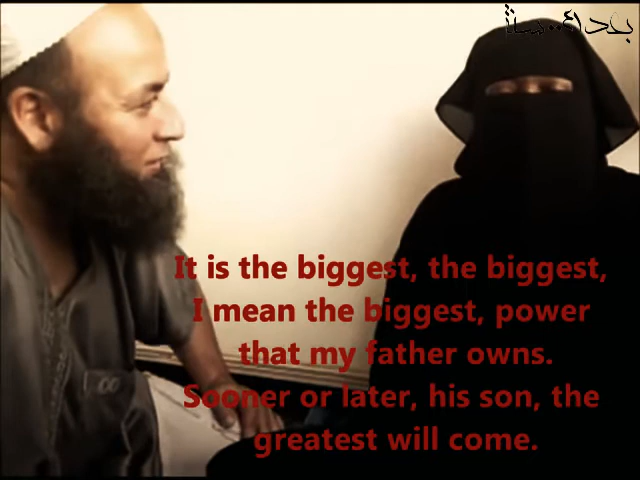 It is the biggest, the biggest,
I mean the biggest, power
that my father owns.
Sooner or later, his son, the
greatest will come.